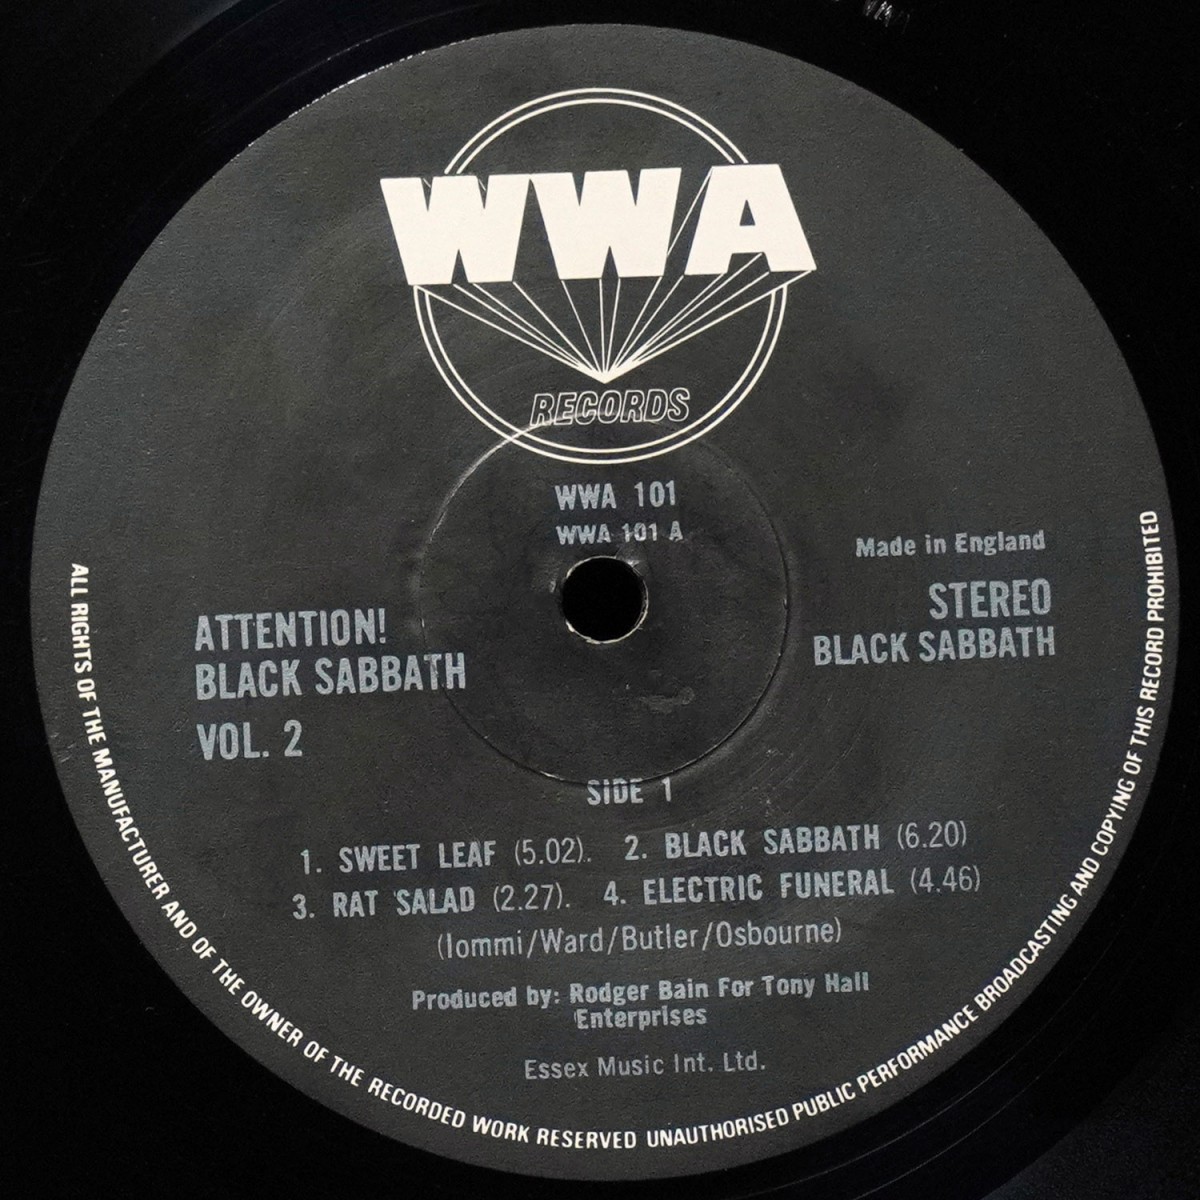 WWA
RECORDS
WWA 101
WWA 101 A
Made in England
STEREO
BLACK SABBATH
ATTENTION!
BLACK SABBATH
VOL. 2
SIDE 1
1. SWEET LEAF (5.02). 2. BLACK SABBATH (6.20)
3. RAT SALAD (2.27). 4. ELECTRIC FUNERAL (4.46)
(Iommi/Ward/Butler/Osbourne)
Produced by: Rodger Bain For Tony Hall
Enterprises
Essex Music Int. Ltd.
ALL RIGHTS OF THE MANUFACTURER AND OF THE OWNER OF THE RECORDED WORK RESERVED UNAUTHORISED PUBLIC PERFORMANCE BROADCASTING AND COPYING OF THIS RECORD PROHIBITED